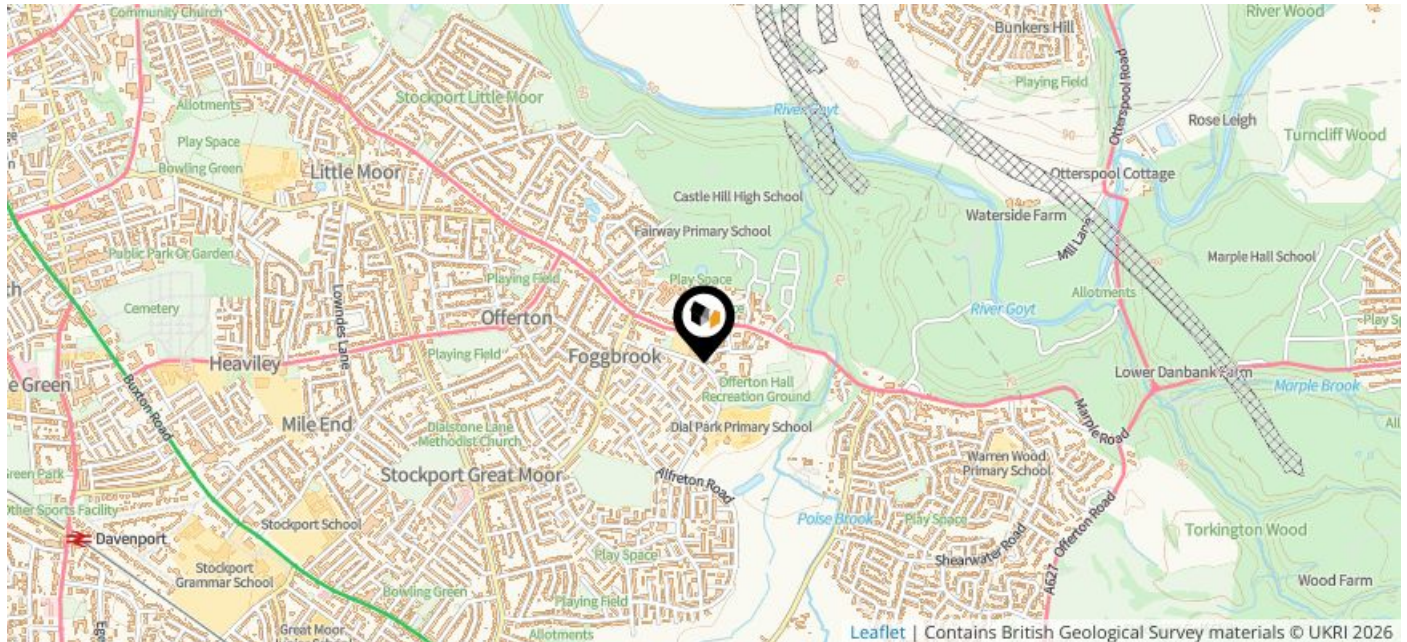 Community Church
River Wood
Bunkers Hill
Otterspool Road
Playing Field
Stockport Little Moor
Allotments
River Goyt
Rose Leigh
Turncliff Wood
Play Space
Bowling Green
Little Moor
Otterspool Cottage
Castle Hill High School
Waterside Farm
Fairway Primary School
Mill Lane
Marple Hall School
Public Park Or Garden
Playing Field
Play Space
Allotments
Cemetery
Lowndes Lane
Offerton
River Goyt
Heaviley
Playing Field
Foggbrook
e Green
Buxton Road
Lower Danbank Farm
Marple Brook
Offerton Hall
Recreation Ground
Mile End
Dialstone Lane
Methodist Church
Dial Park Primary School
Marple Road
Warren Wood
Primary School
Green Park
Stockport Great Moor
Alfreton Road
Other Sports Facility
Stockport School
Poise Brook
Play Space
Offerton Road
Torkington Wood
Davenport
Play Space
Shearwater Road
Stockport
Grammar School
A627
Wood Farm
Bowling Green
Playing Field
Great Moor
Allotments
Leaflet | Contains British Geological Survey materials © UKRI 2026